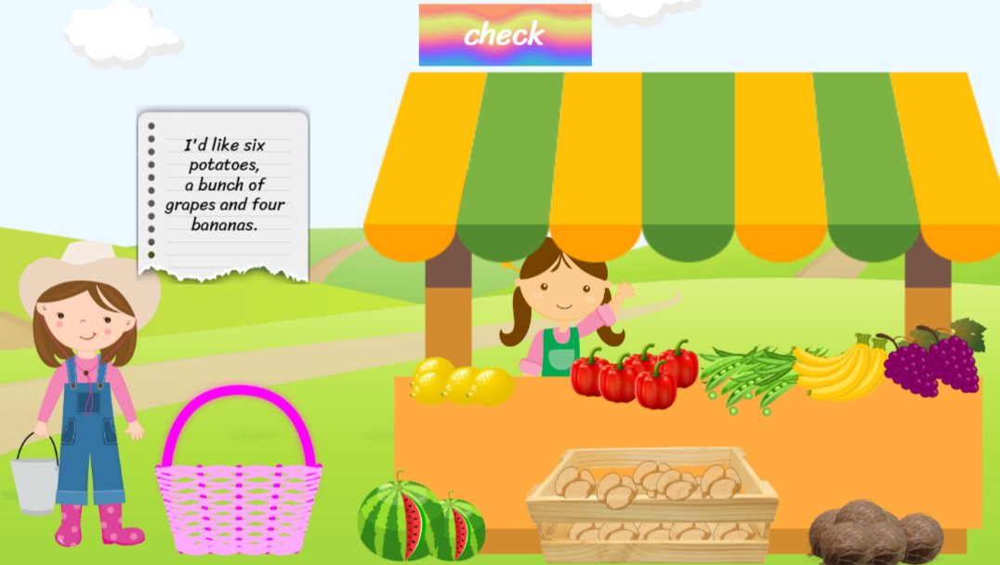 check
I'd like six
potatoes,
a bunch of
grapes and four
bananas.